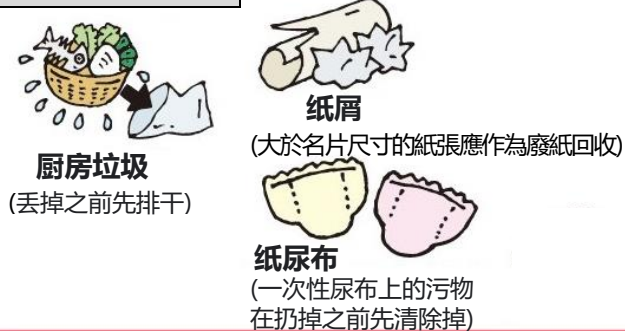 厨房垃圾
(丢掉之前先排干)
纸屑
(大於名片尺寸的紙張應作為廢紙回收)
纸尿布
(一次性尿布上的污物
在扔掉之前先清除掉)